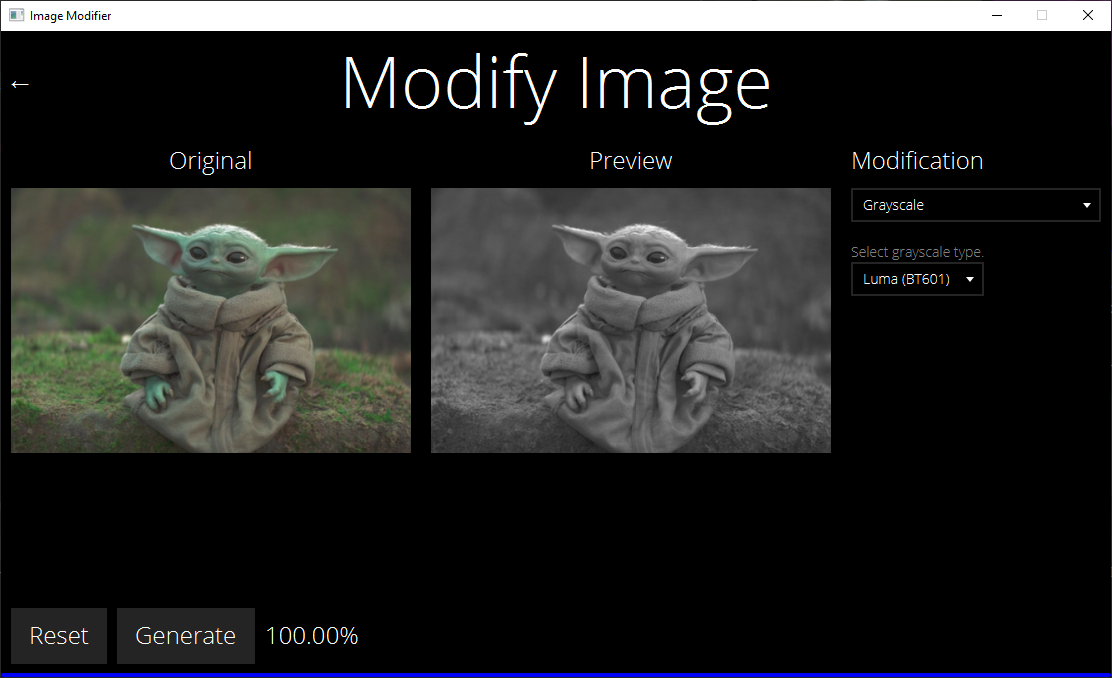 Image Modifier
←
Modify Image
Original
Preview
Modification
Grayscale
Select grayscale type.
Luma (BT601)
Reset
Generate
100.00%